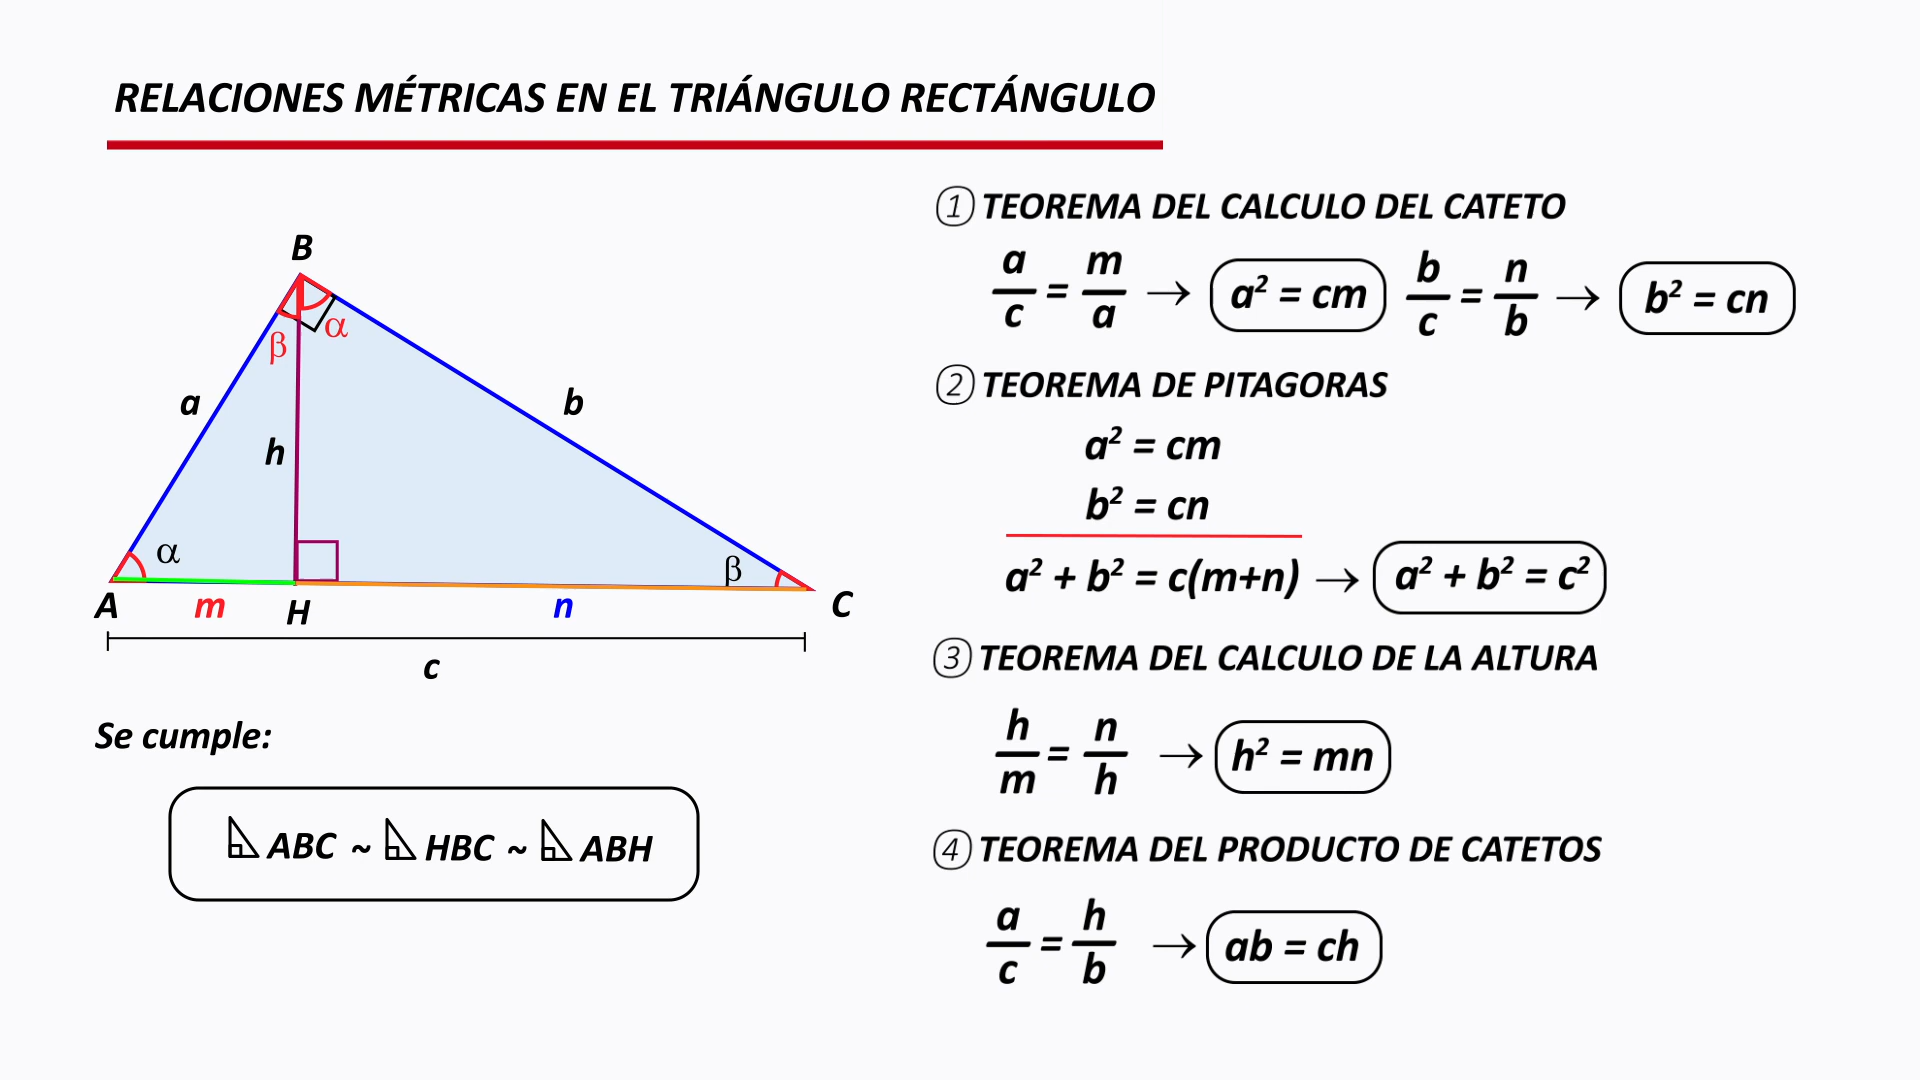 RELACIONES MÉTRICAS EN EL TRIÁNGULO RECTÁNGULO
B
β α
a
b
h
α
β
A
m
H
n
C
c
Se cumple:
ABC ~ HBC ~ ABH
① TEOREMA DEL CALCULO DEL CATETO
a/c = m/a → a² = cm b/c = n/b → b² = cn
② TEOREMA DE PITAGORAS
a² = cm
b² = cn
a² + b² = c(m+n) → a² + b² = c²
③ TEOREMA DEL CALCULO DE LA ALTURA
h/m = n/h → h² = mn
④ TEOREMA DEL PRODUCTO DE CATETOS
a/c = h/b → ab = ch